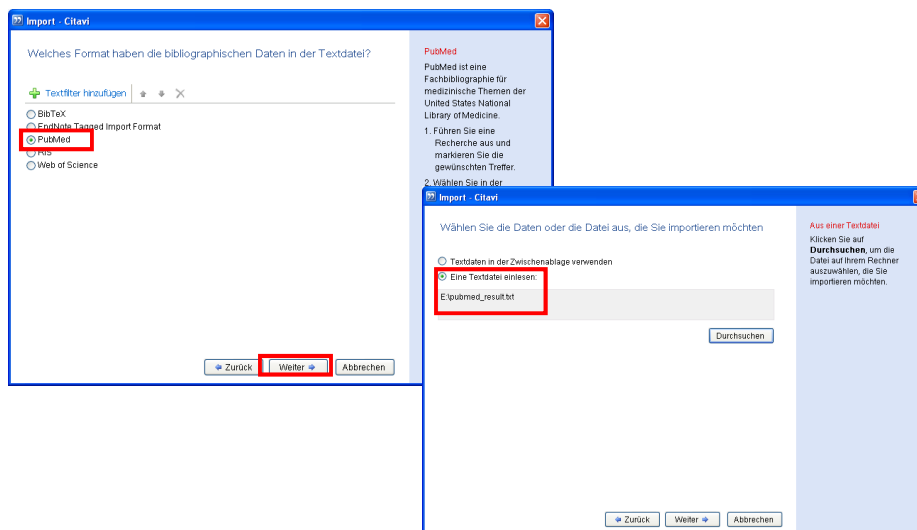 Import - Citavi
Welches Format haben die bibliographischen Daten in der Textdatei?
Textfilter hinzufügen
BibTeX
EndNote Tagged Import Format
PubMed
RIS
Web of Science
Zurück
Weiter
Abbrechen
PubMed
PubMed ist eine
Fachbibliographie für
medizinische Themen der
United States National
Library of Medicine.
1. Führen Sie eine
Recherche aus und
markieren Sie die
gewünschten Treffer.
2. Wählen Sie in der
Import - Citavi
Wählen Sie die Daten oder die Datei aus, die Sie importieren möchten
Textdaten in der Zwischenablage verwenden
Eine Textdatei einlesen:
E:\pubmed_result.txt
Durchsuchen
Zurück
Weiter
Abbrechen
Aus einer Textdatei
Klicken Sie auf
Durchsuchen, um die
Datei auf Ihrem Rechner
auszuwählen, die Sie
importieren möchten.